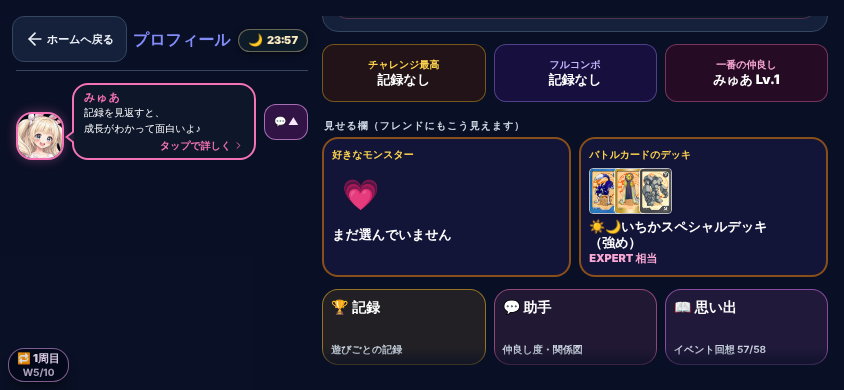 ホームへ戻る
プロフィール
🌙 23:57
みゅあ
記録を見返すと、
成長がわかって面白いよ♪
タップで詳しく
💬▲
チャレンジ最高
記録なし
フルコンボ
記録なし
一番の仲良し
みゅあ Lv.1
見せる欄（フレンドにもこう見えます）
好きなモンスター
まだ選んでいません
バトルカードのデッキ
☀️🌙いちかスペシャルデッキ
（強め）
EXPERT 相当
🏆 記録
遊びごとの記録
💬 助手
仲良し度・関係図
📖 思い出
イベント回想 57/58
🔁 1周目
W5/10